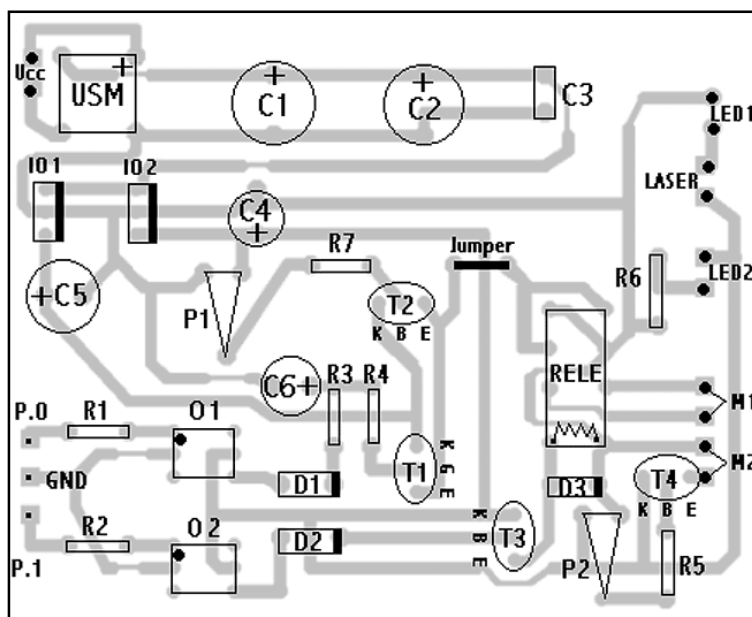 Ucc
+
USM
+
C1
+
C2
C3
LED1
IO1
IO2
LASER
C4
+
R7
Jumper
R6
LED2
+C5
P1
T2
K B E
RELE
C6+
R3
R4
M1
P.0
R1
O1
M2
GND
D1
T1
K
G
E
D3
T4
K B E
R2
O2
D2
K
B
E
T3
P.1
P2
R5